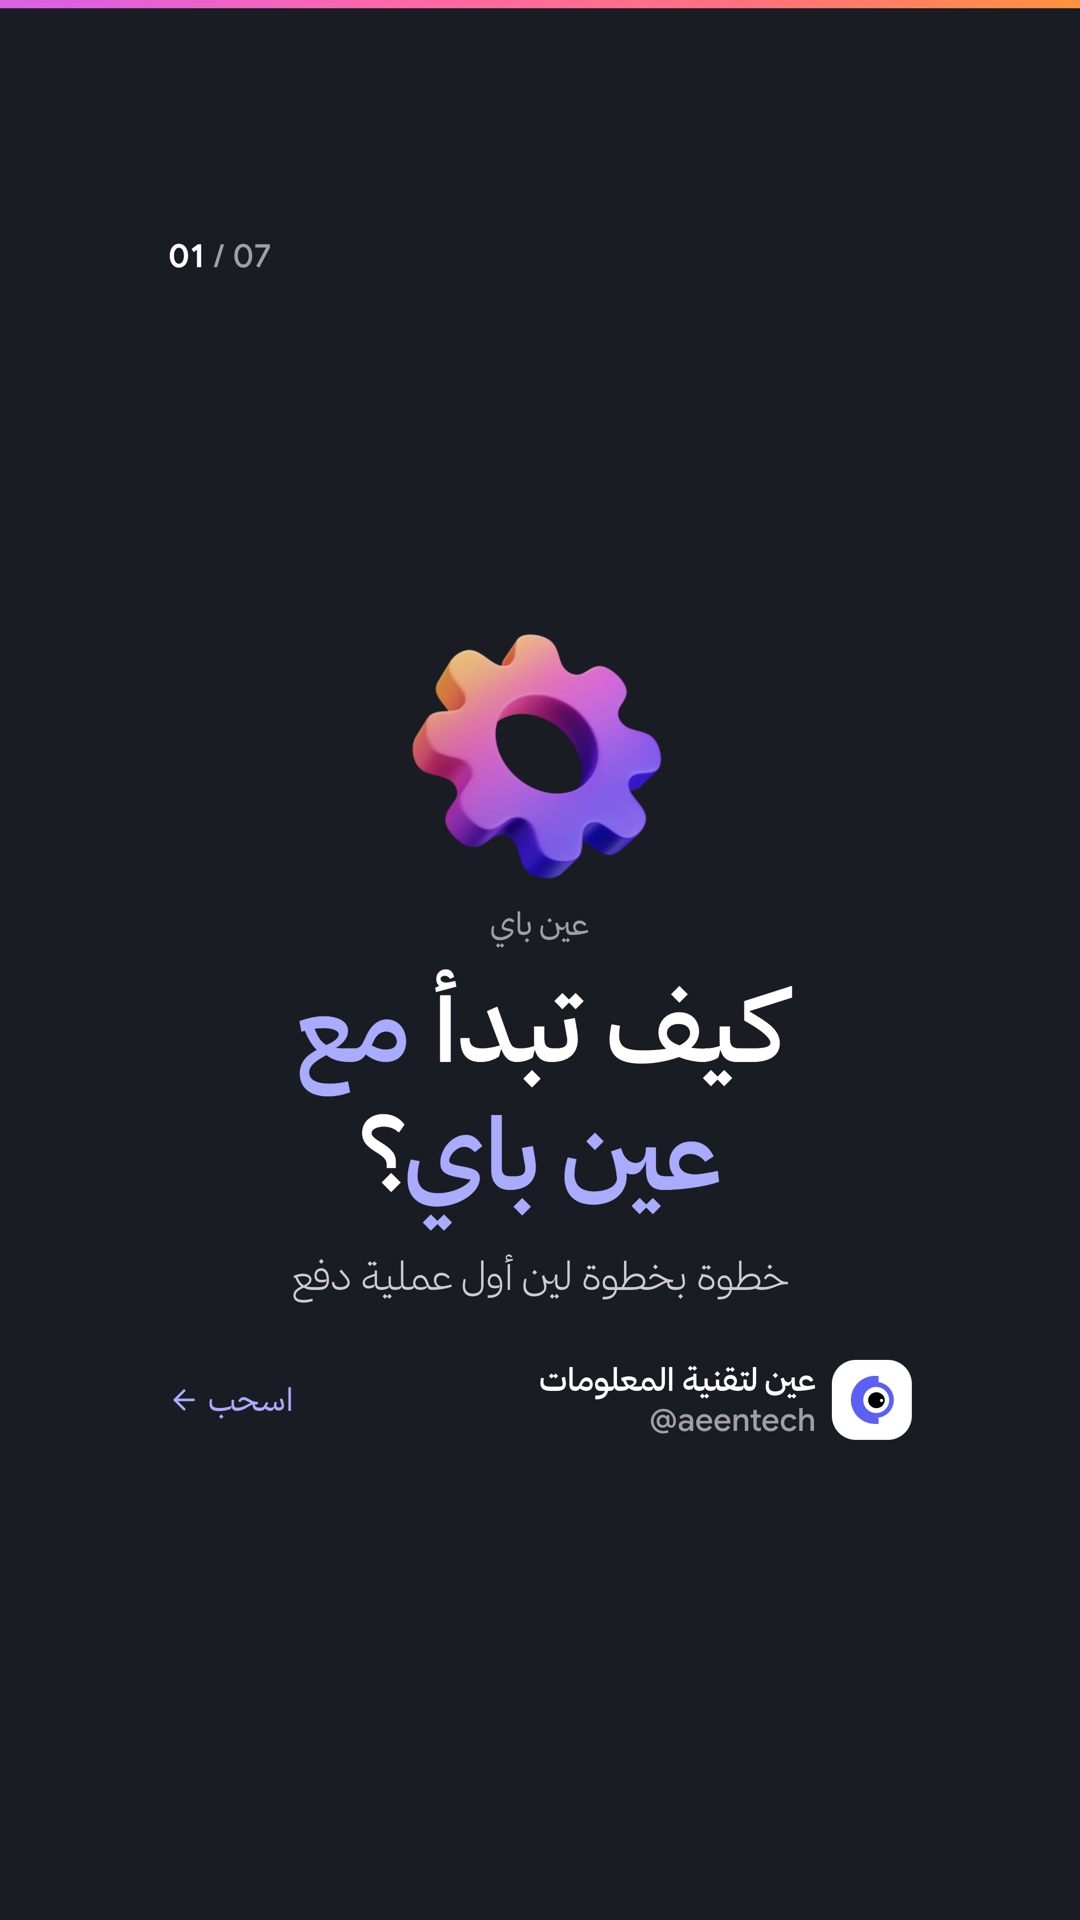 01 / 07
عين باي
كيف تبدأ مع
عين باي؟
خطوة بخطوة لين أول عملية دفع
عين لتقنية المعلومات
@aeentech
اسحب ←